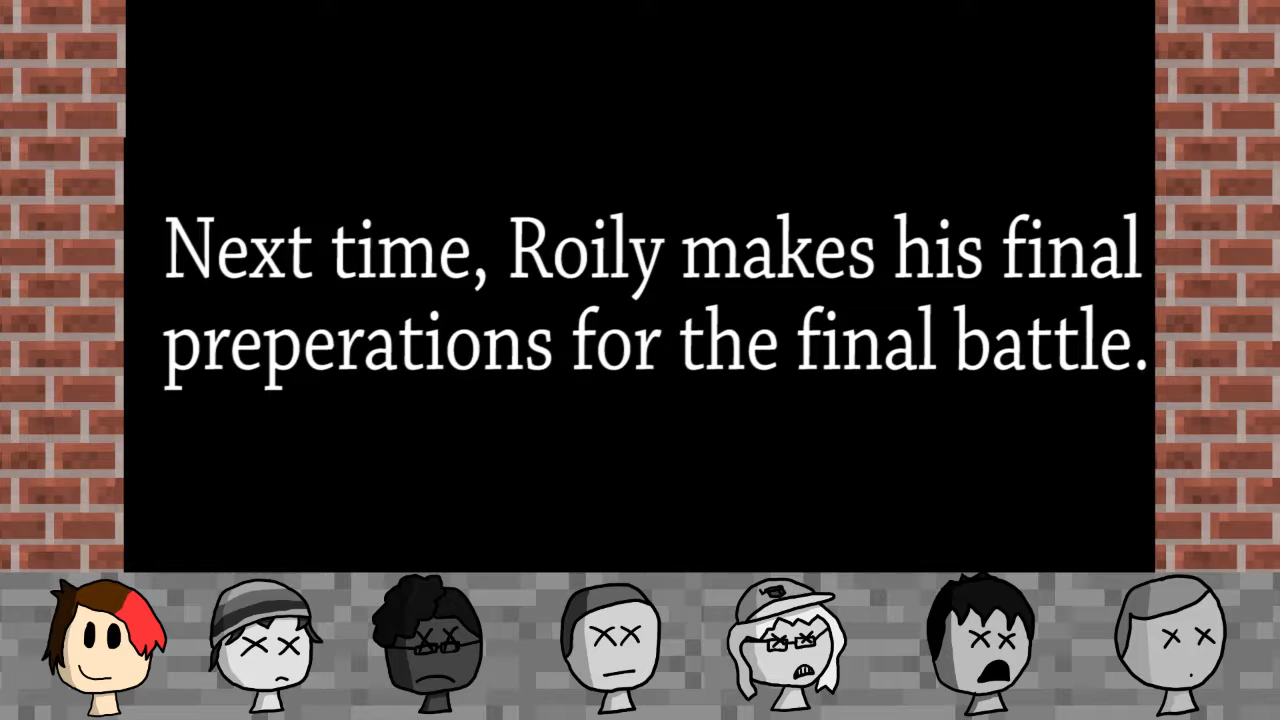 Next time, Roily makes his final
preperations for the final battle.